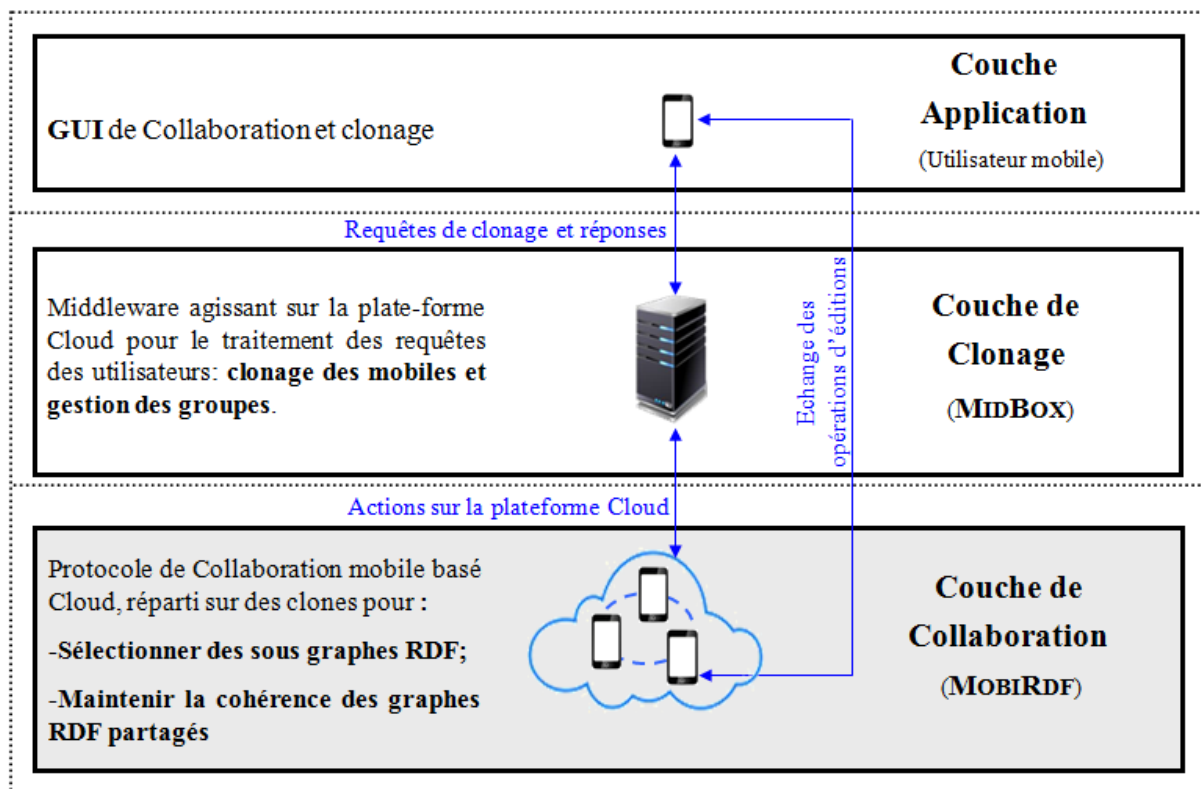 GUI de Collaboration et clonage
Couche
Application
(Utilisateur mobile)
Requêtes de clonage et réponses
Middleware agissant sur la plate-forme
Cloud pour le traitement des requêtes
des utilisateurs: clonage des mobiles et
gestion des groupes.
Echange des
opérations d'éditions
Couche de
Clonage
(MIDBOX)
Actions sur la plateforme Cloud
Protocole de Collaboration mobile basé
Cloud, réparti sur des clones pour :
-Sélectionner des sous graphes RDF;
-Maintenir la cohérence des graphes
RDF partagés
Couche de
Collaboration
(MOBIRDF)